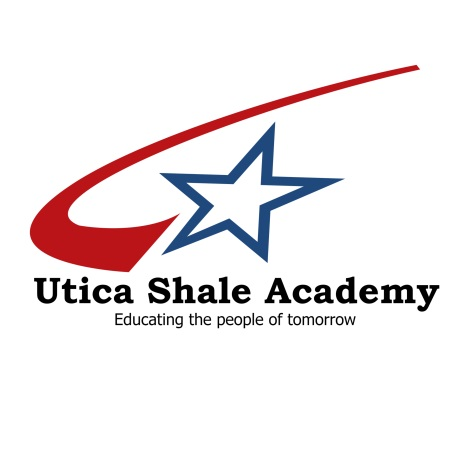 Utica Shale Academy
Educating the people of tomorrow